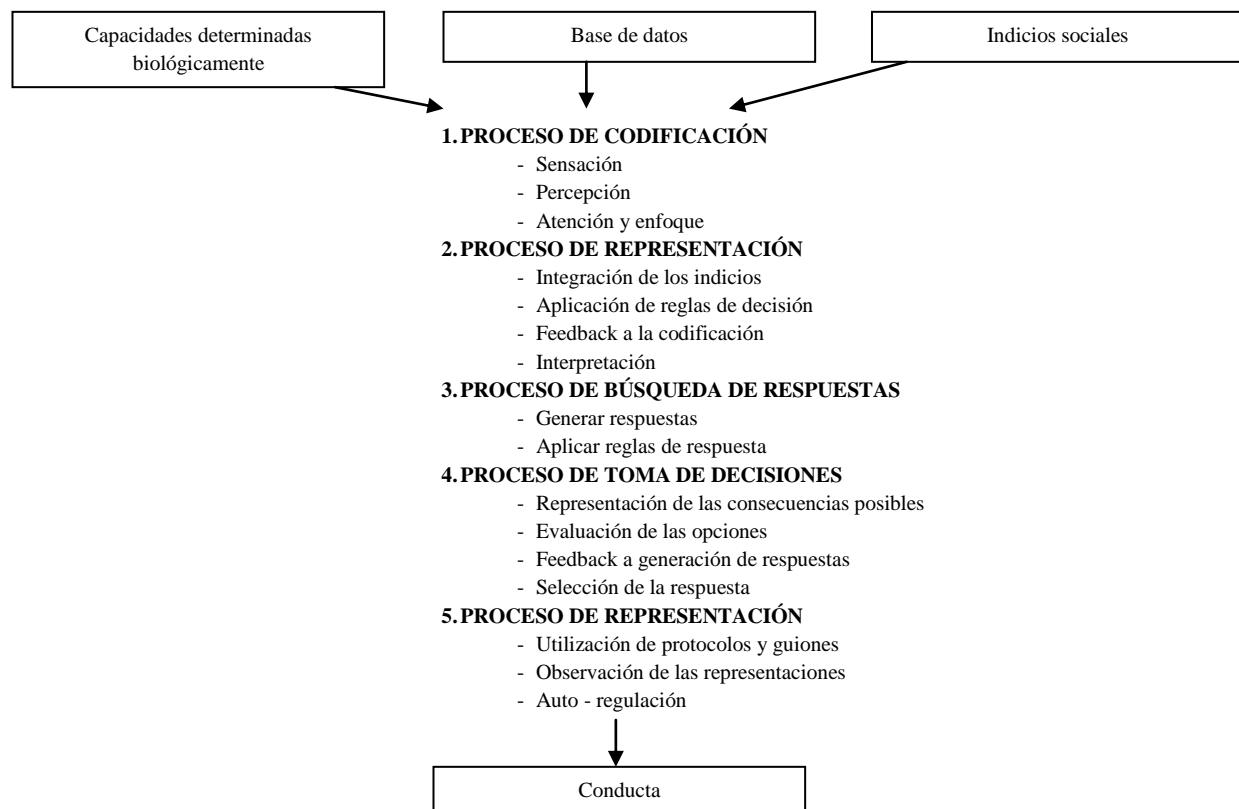 Capacidades determinadas
biológicamente
Base de datos
Indicios sociales
1. PROCESO DE CODIFICACIÓN
- Sensación
- Percepción
- Atención y enfoque
2. PROCESO DE REPRESENTACIÓN
- Integración de los indicios
- Aplicación de reglas de decisión
- Feedback a la codificación
- Interpretación
3. PROCESO DE BÚSQUEDA DE RESPUESTAS
- Generar respuestas
- Aplicar reglas de respuesta
4. PROCESO DE TOMA DE DECISIONES
- Representación de las consecuencias posibles
- Evaluación de las opciones
- Feedback a generación de respuestas
- Selección de la respuesta
5. PROCESO DE REPRESENTACIÓN
- Utilización de protocolos y guiones
- Observación de las representaciones
- Auto - regulación
Conducta